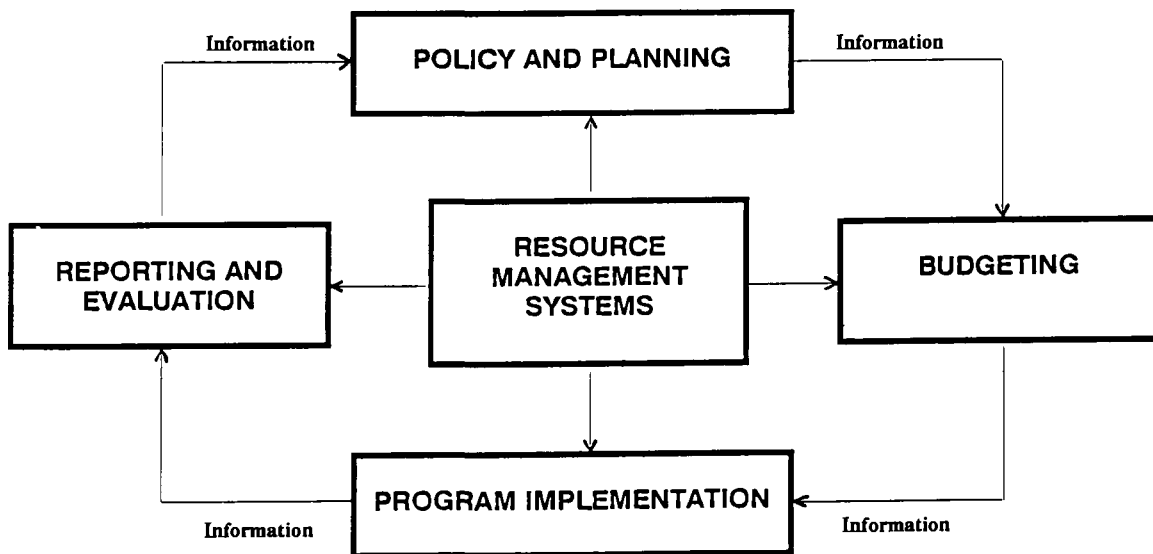 Information
POLICY AND PLANNING
Information
REPORTING AND
EVALUATION
RESOURCE
MANAGEMENT
SYSTEMS
BUDGETING
Information
PROGRAM IMPLEMENTATION
Information